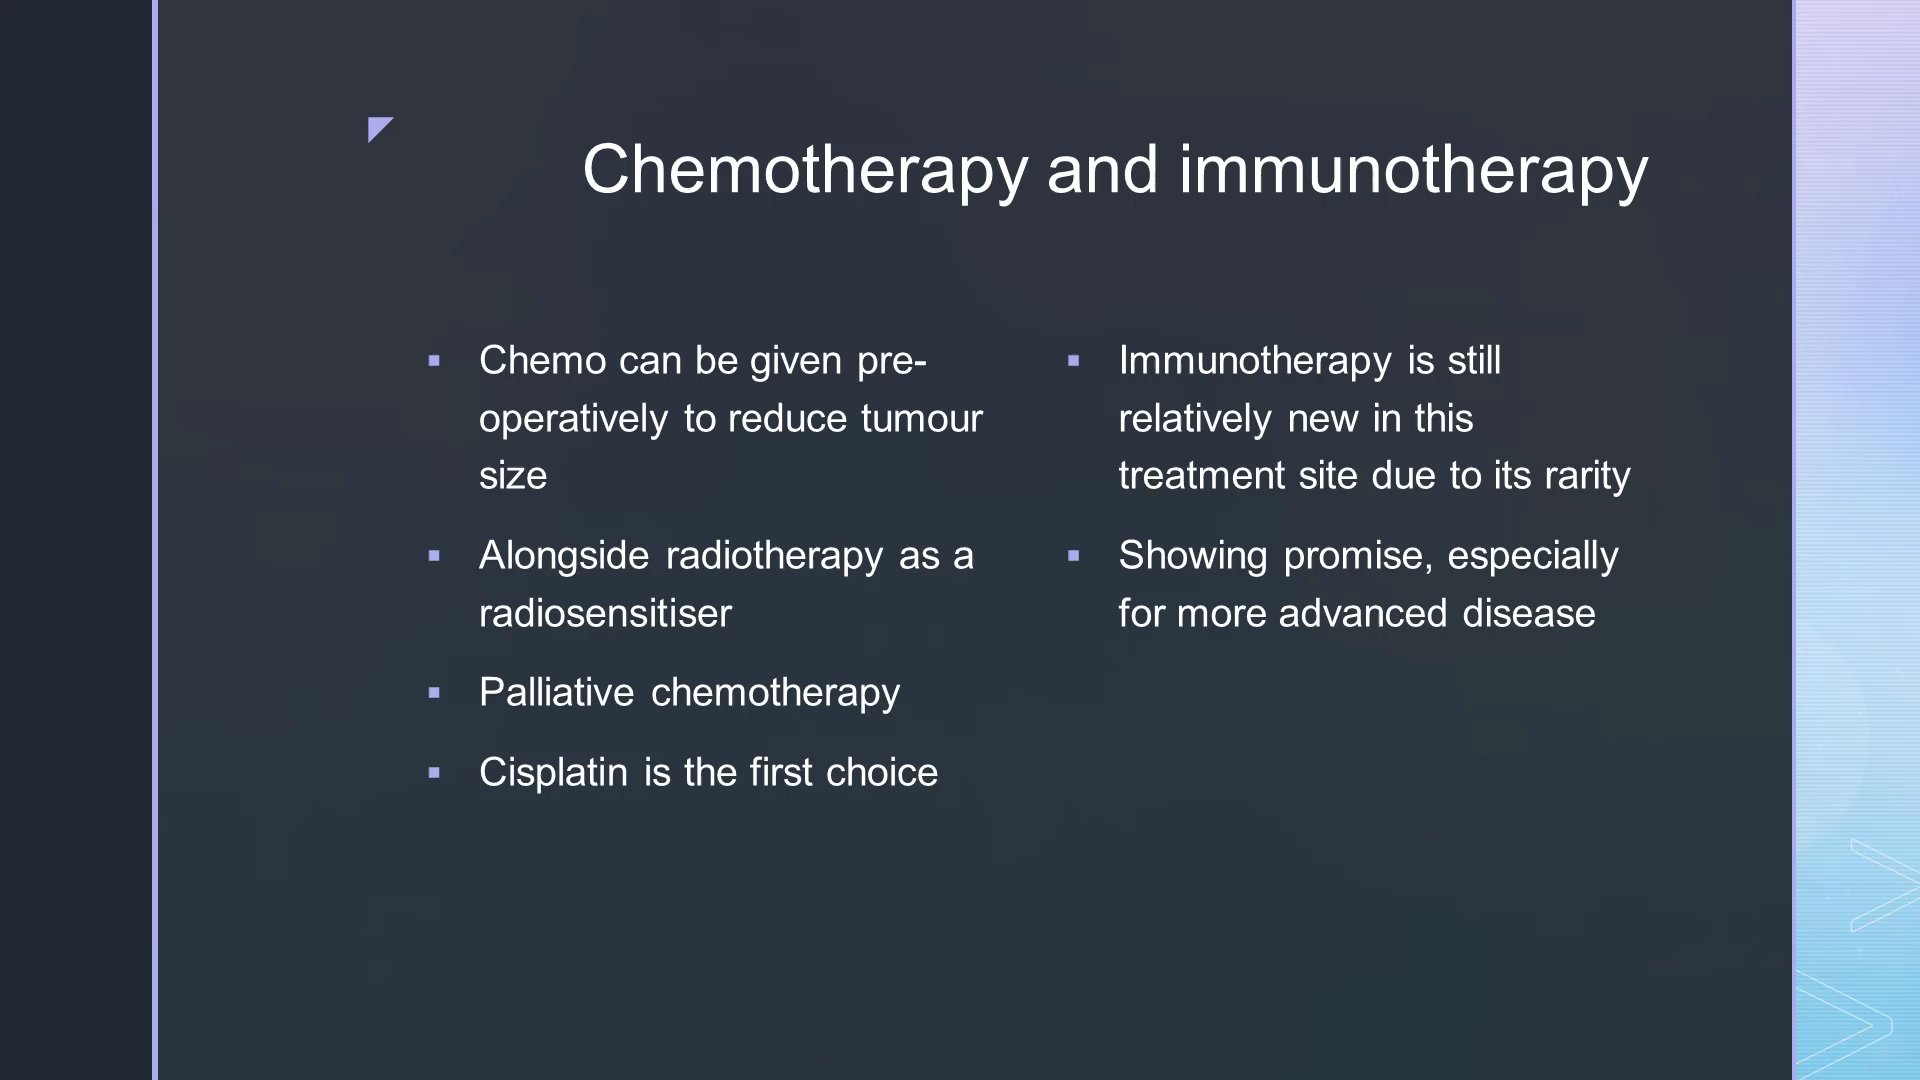 Chemotherapy and immunotherapy
Chemo can be given pre-
operatively to reduce tumour
size
Alongside radiotherapy as a
radiosensitiser
Palliative chemotherapy
Cisplatin is the first choice
Immunotherapy is still
relatively new in this
treatment site due to its rarity
Showing promise, especially
for more advanced disease